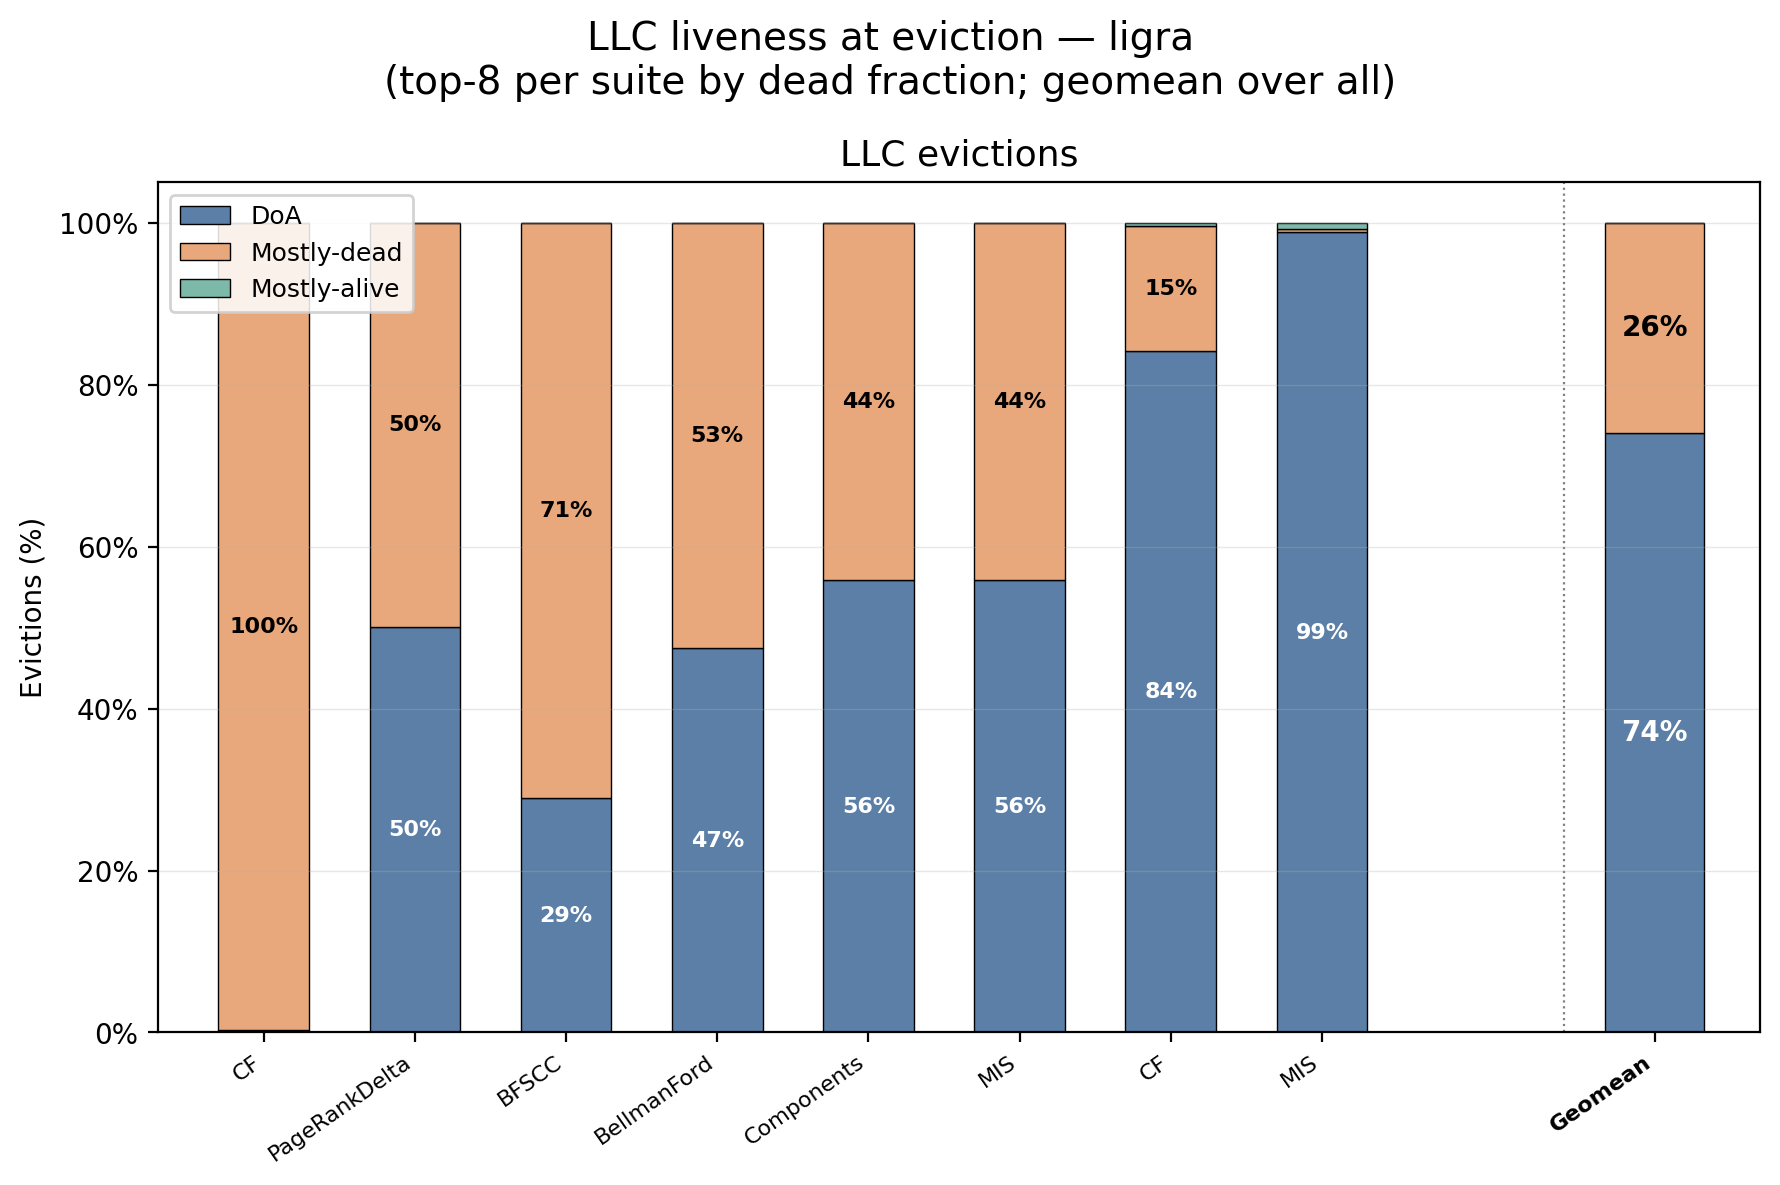 LLC liveness at eviction — ligra
(top-8 per suite by dead fraction; geomean over all)
LLC evictions
DoA
Mostly-dead
Mostly-alive
Evictions (%)
100%
80%
60%
40%
20%
0%
100%
50%
50%
71%
29%
53%
47%
44%
56%
44%
56%
15%
84%
99%
26%
74%
CF
PageRankDelta
BFSCC
BellmanFord
Components
MIS
CF
MIS
Geomean